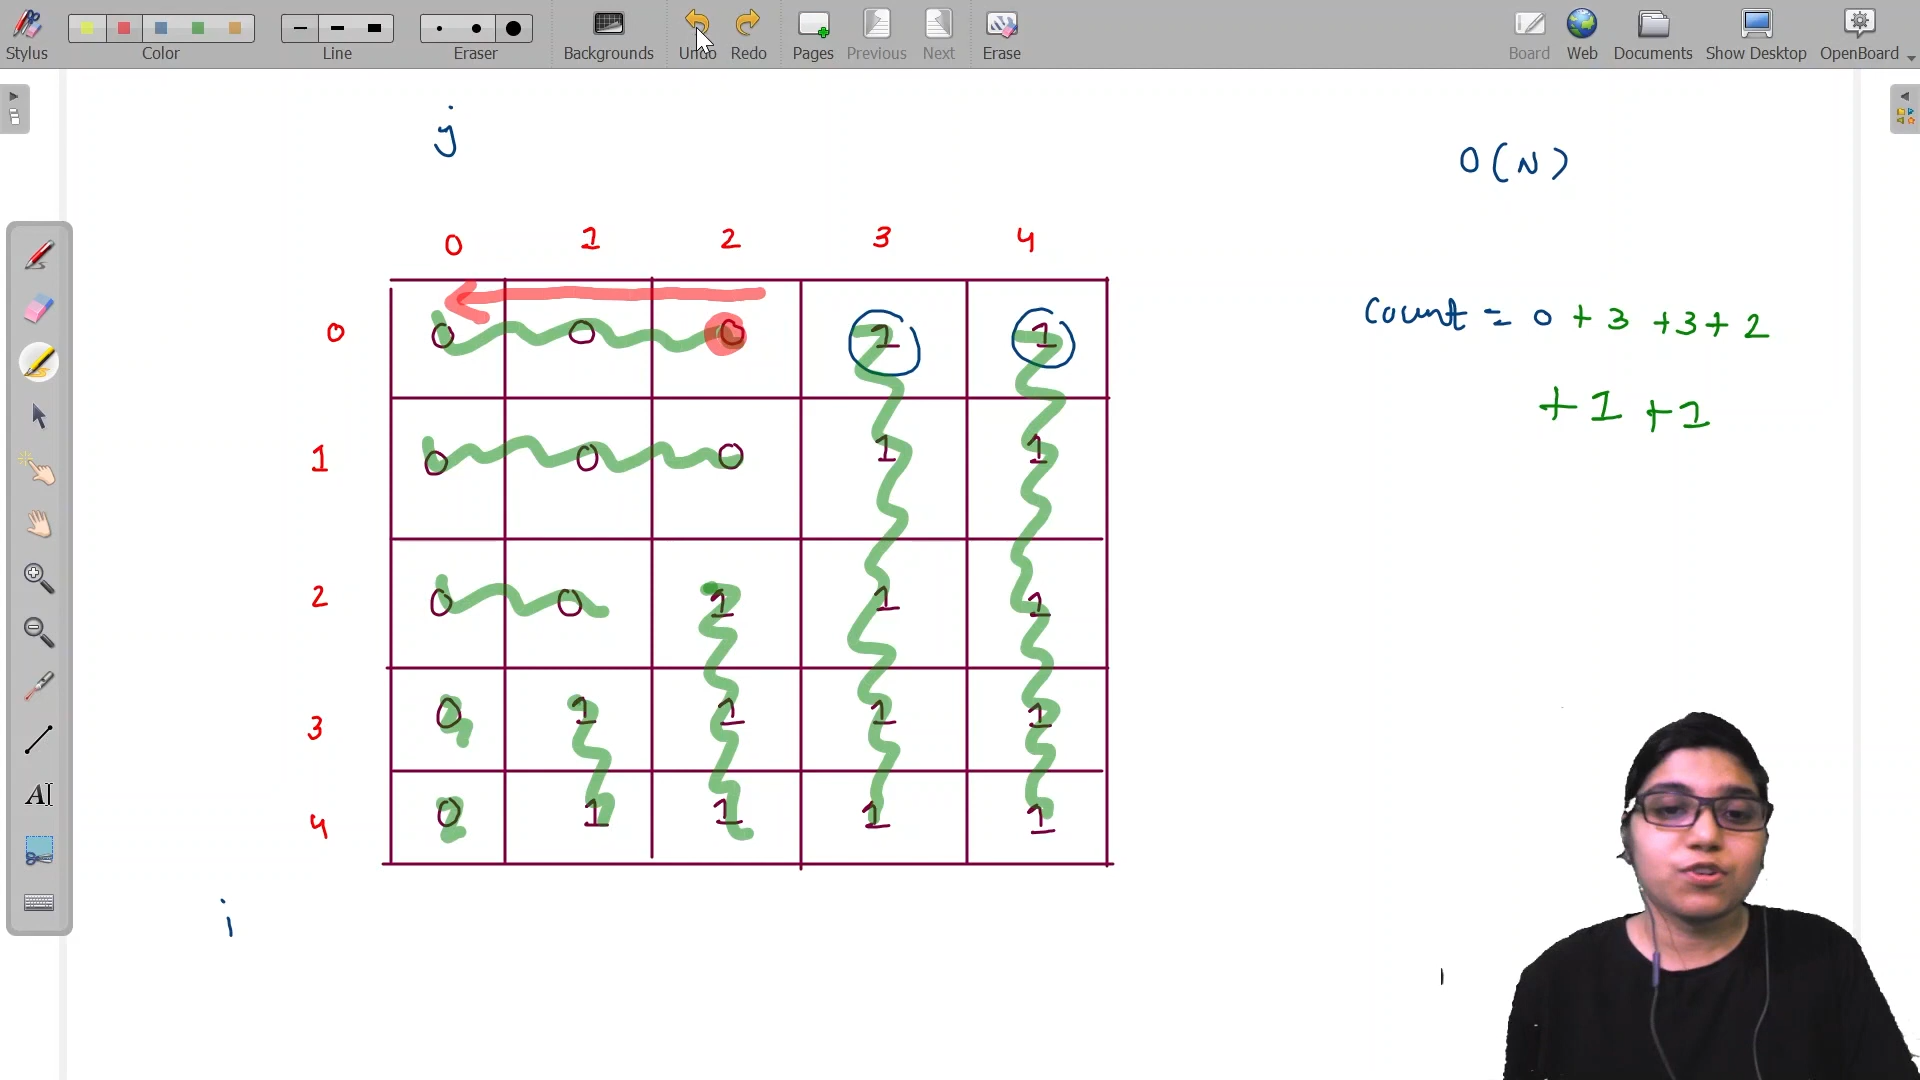 Stylus Color Line Eraser Backgrounds Undo Redo Pages Previous Next Erase Board Web Documents Show Desktop OpenBoard
j
O(N)
0 1 2 3 4
0 0 0 0 1 1
count = 0 + 3 + 3 + 2
+ 1 + 1
1 0 0 0 1 1
2 0 0 1 1 1
3 0 1 1 1 1
4 0 1 1 1 1
i